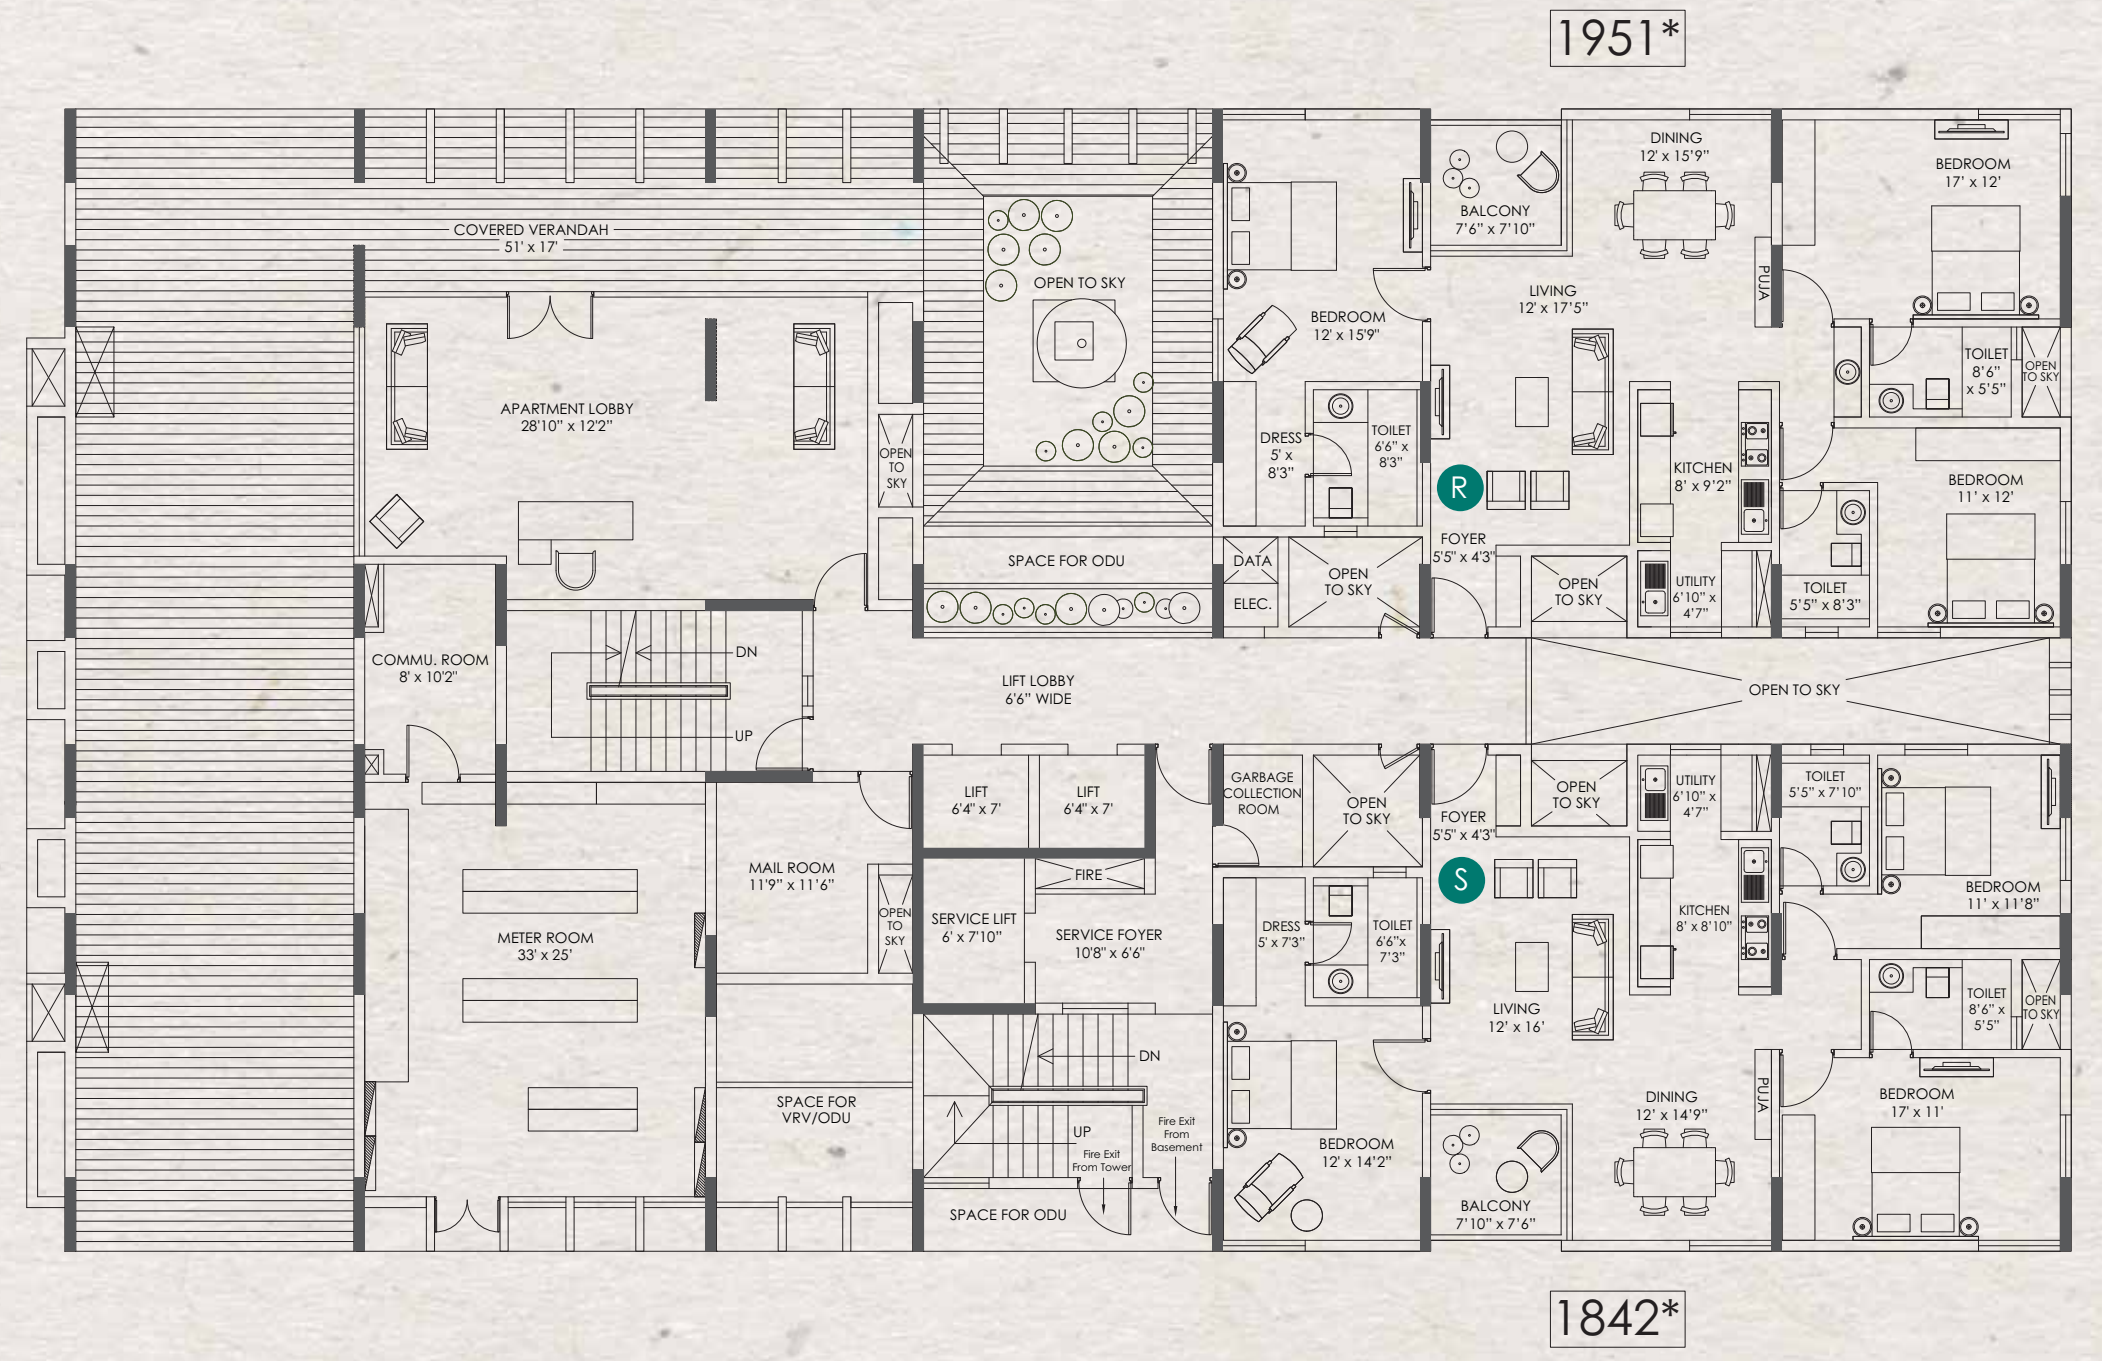 1951*
COVERED VERANDAH
51' x 17'
OPEN TO SKY
APARTMENT LOBBY
28'10" x 12'2"
OPEN
TO
SKY
SPACE FOR ODU
COMMU. ROOM
8' x 10'2"
DN
UP
LIFT LOBBY
6'6" WIDE
BEDROOM
12' x 15'9"
BALCONY
7'6" x 7'10"
DINING
12' x 15'9"
LIVING
12' x 17'5"
PUJA
BEDROOM
17' x 12'
TOILET
8'6"
x 5'5"
OPEN
TO SKY
DRESS
5' x
8'3"
TOILET
6'6" x
8'3"
R
KITCHEN
8' x 9'2"
BEDROOM
11' x 12'
FOYER
5'5" x 4'3"
DATA
ELEC.
OPEN
TO SKY
OPEN
TO SKY
UTILITY
6'10" x
4'7"
TOILET
5'5" x 8'3"
OPEN TO SKY
LIFT
6'4" x 7'
LIFT
6'4" x 7'
GARBAGE
COLLECTION
ROOM
OPEN
TO SKY
FOYER
5'5" x 4'3"
OPEN
TO SKY
UTILITY
6'10" x
4'7"
TOILET
5'5" x 7'10"
MAIL ROOM
11'9" x 11'6"
FIRE
S
BEDROOM
11' x 11'8"
METER ROOM
33' x 25'
OPEN
TO
SKY
SERVICE LIFT
6' x 7'10"
SERVICE FOYER
10'8" x 6'6"
DRESS
5' x 7'3"
TOILET
6'6"x
7'3"
KITCHEN
8' x 8'10"
LIVING
12' x 16'
TOILET
8'6" x
5'5"
OPEN
TO SKY
DN
SPACE FOR
VRV/ODU
UP
Fire Exit
From
Basement
Fire Exit
From Tower
DINING
12' x 14'9"
PUJA
BEDROOM
17' x 11'
BEDROOM
12' x 14'2"
BALCONY
7'10" x 7'6"
SPACE FOR ODU
1842*